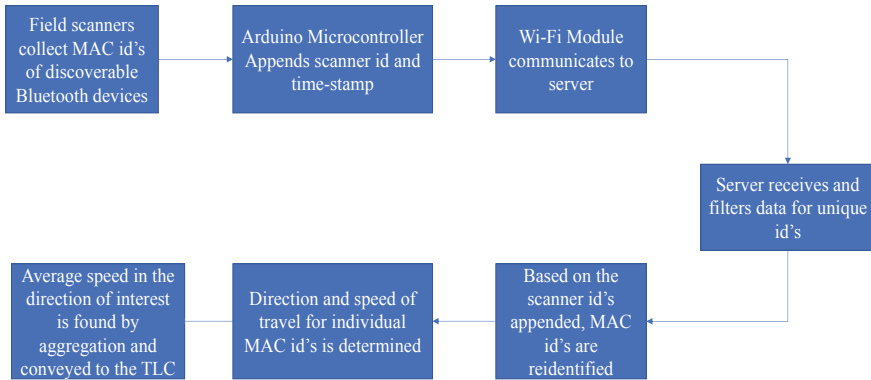 Field scanners
collect MAC id's
of discoverable
Bluetooth devices
Arduino Microcontroller
Appends scanner id and
time-stamp
Wi-Fi Module
communicates to
server
Server receives and
filters data for unique
id's
Based on the
scanner id's
appended, MAC
id's are
reidentified
Direction and speed of
travel for individual
MAC id's is determined
Average speed in the
direction of interest
is found by
aggregation and
conveyed to the TLC